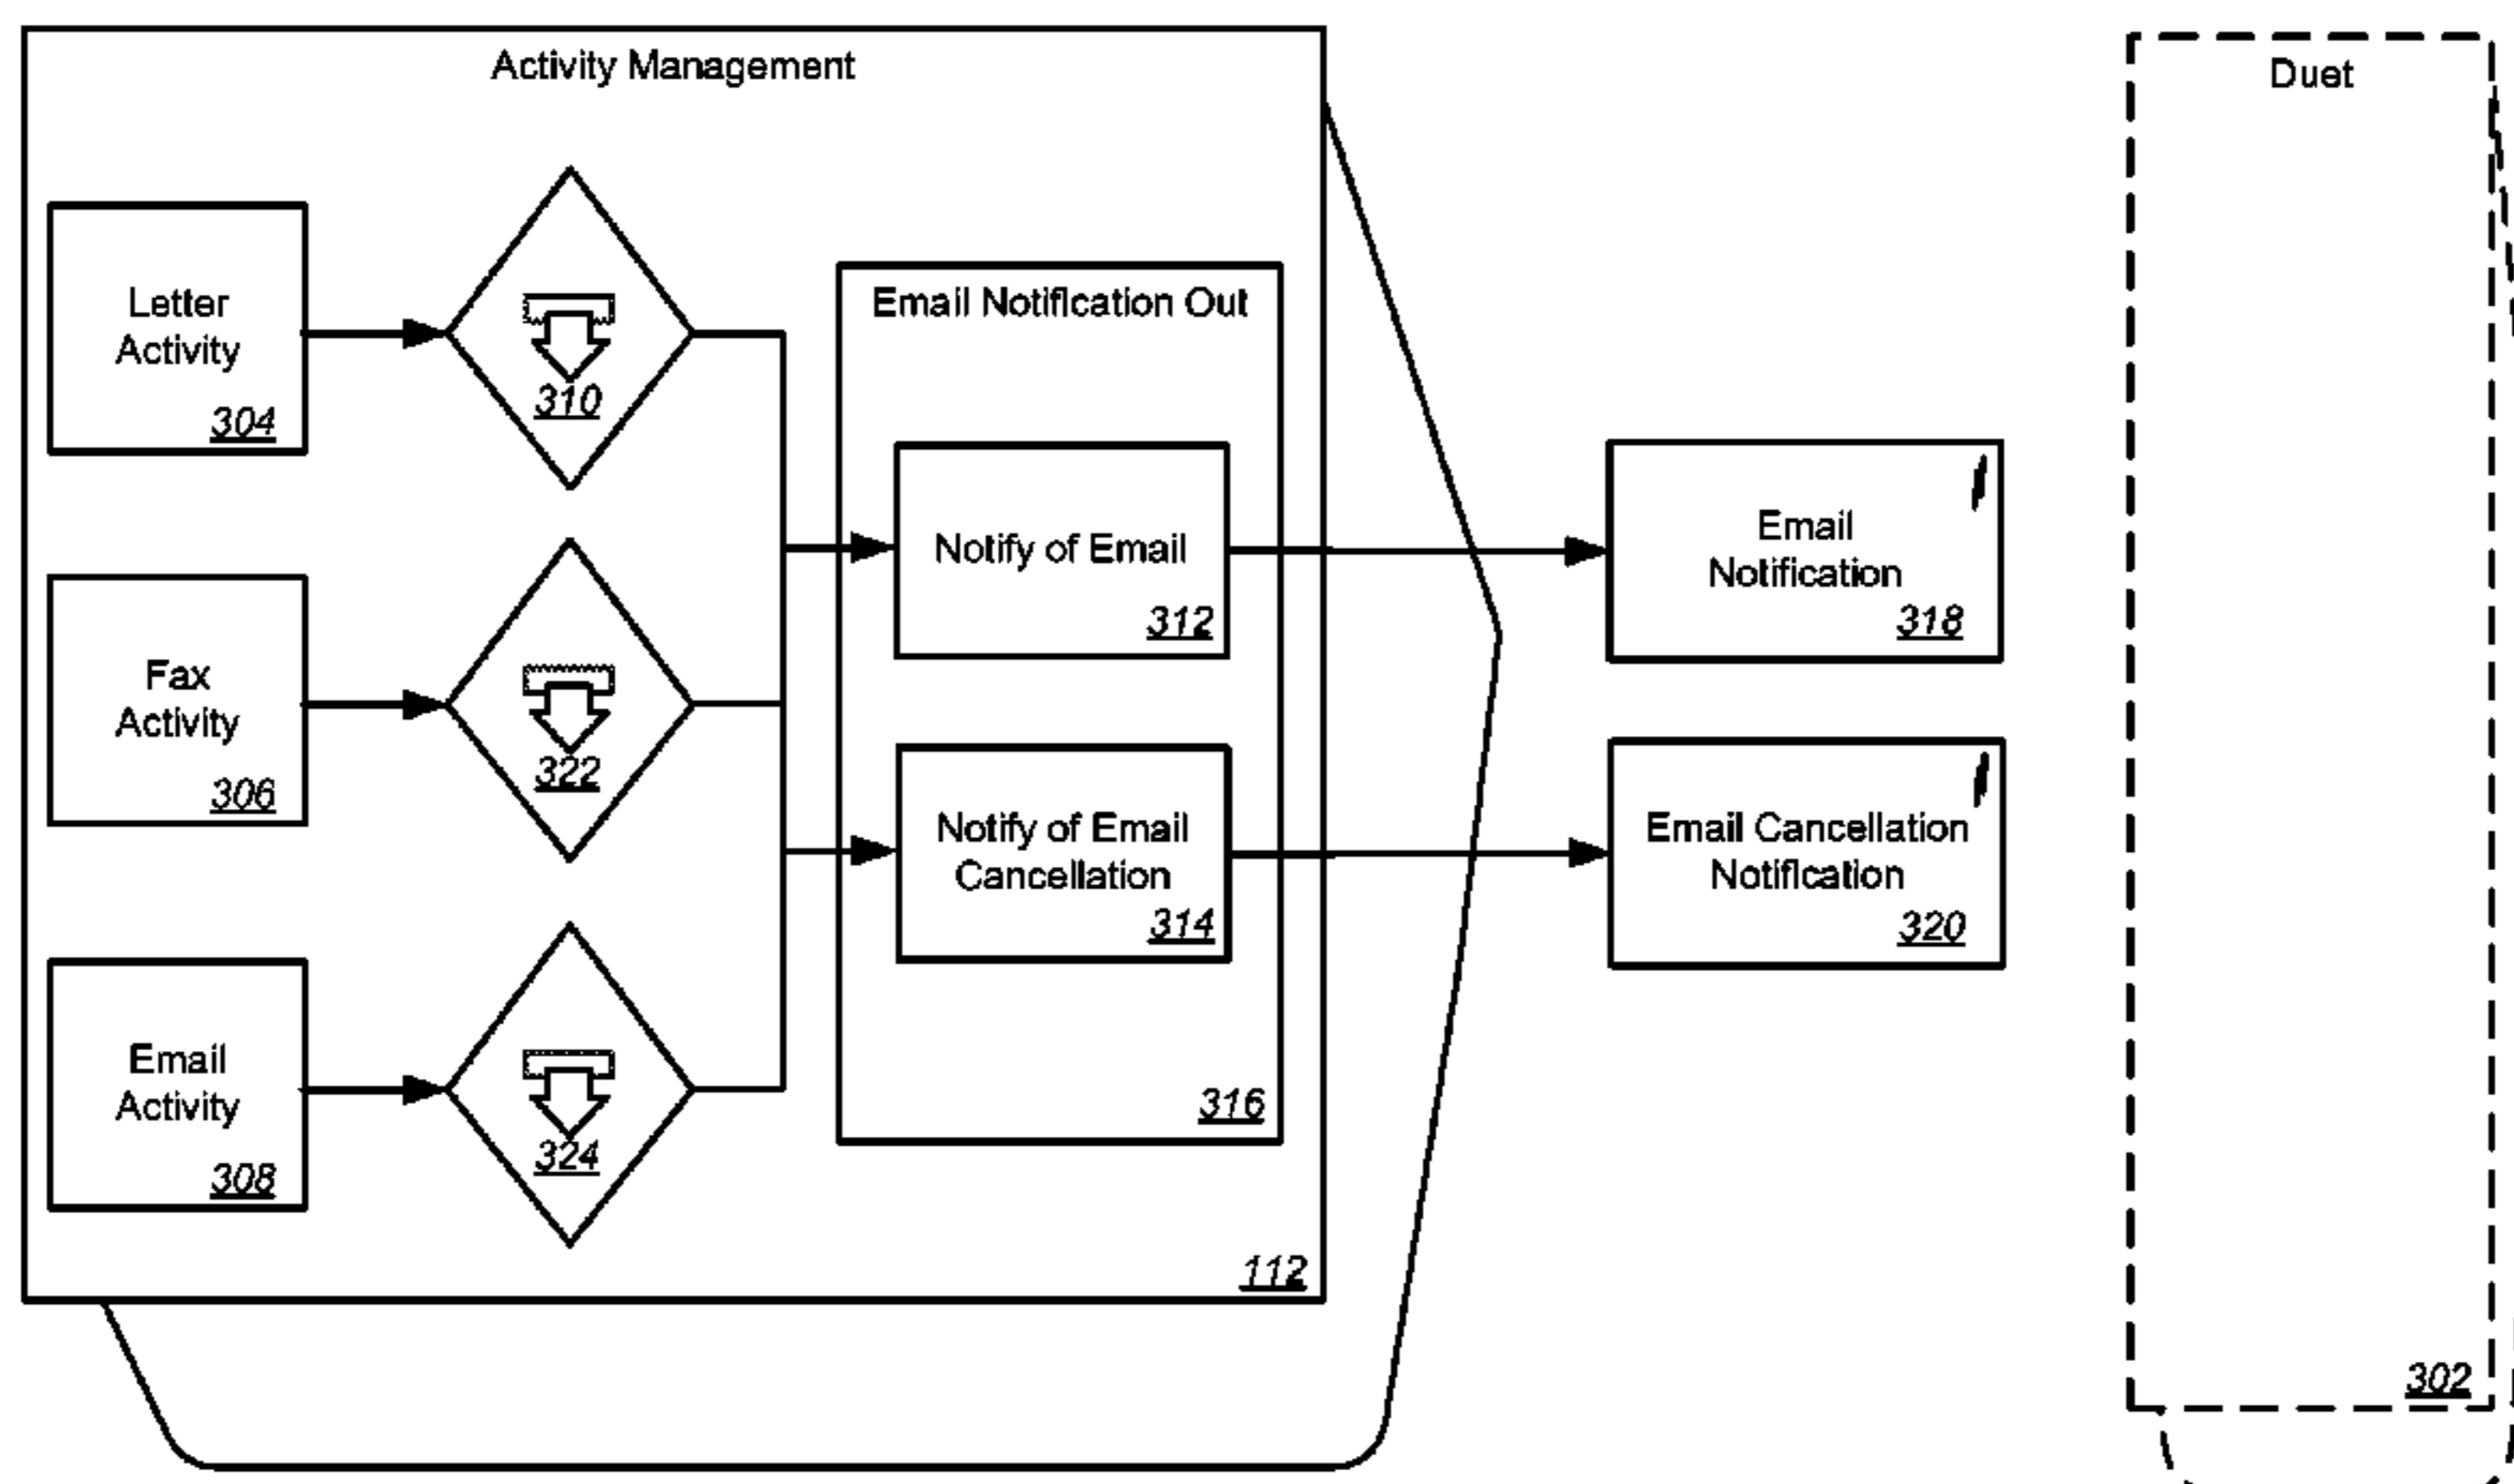 Activity Management
Duet
Letter
Activity
304
310
Email Notification Out
Notify of Email
312
Email
Notification
318
Fax
Activity
306
322
Notify of Email
Cancellation
314
Email Cancellation
Notification
320
Email
Activity
308
324
316
112
302